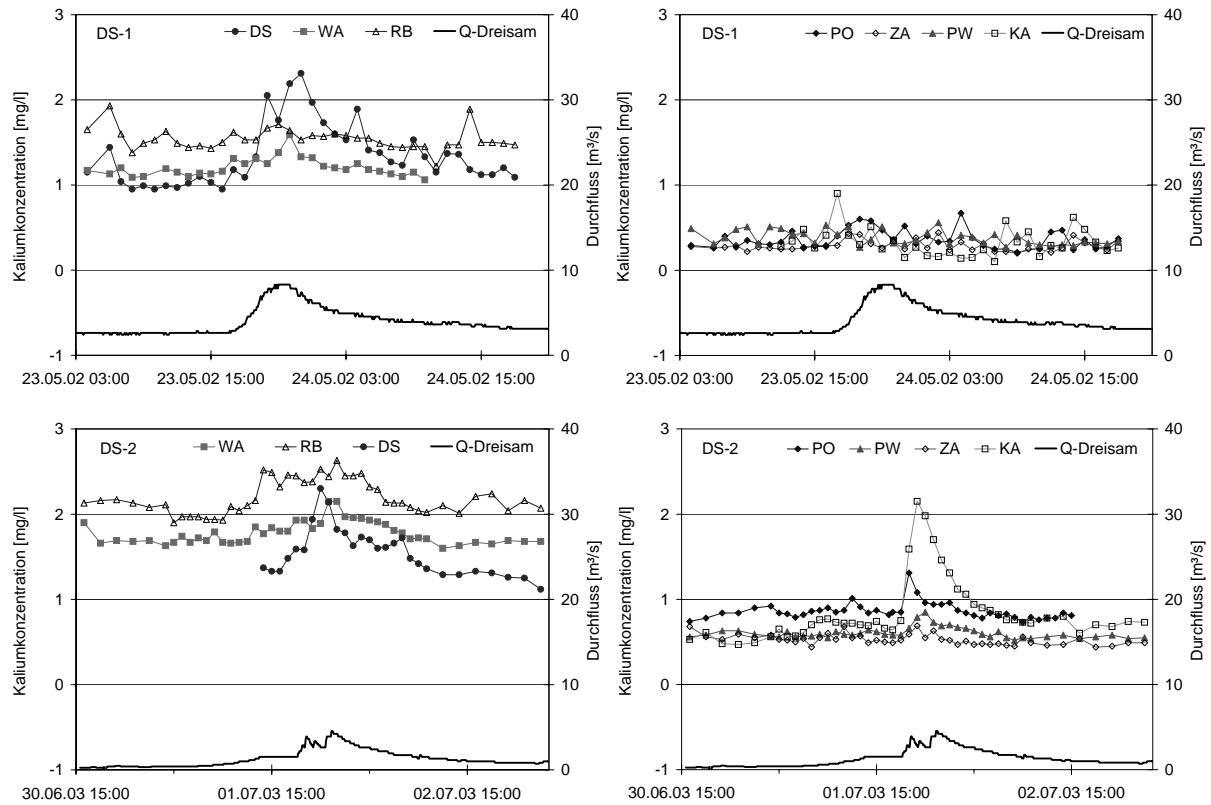 DS-1 DS WA RB Q-Dreisam
Kaliumkonzentration [mg/l]
3
2
1
0
-1
Durchfluss [m³/s]
40
30
20
10
0
23.05.02 03:00 23.05.02 15:00 24.05.02 03:00 24.05.02 15:00
DS-1 PO ZA PW KA Q-Dreisam
Kaliumkonzentration [mg/l]
3
2
1
0
-1
Durchfluss [m³/s]
40
30
20
10
0
23.05.02 03:00 23.05.02 15:00 24.05.02 03:00 24.05.02 15:00
DS-2 WA RB DS Q-Dreisam
Kaliumkonzentration [mg/l]
3
2
1
0
-1
Durchfluss [m³/s]
40
30
20
10
0
30.06.03 15:00 01.07.03 15:00 02.07.03 15:00
DS-2 PO PW ZA KA Q-Dreisam
Kaliumkonzentration [mg/l]
3
2
1
0
-1
Durchfluss [m³/s]
40
30
20
10
0
30.06.03 15:00 01.07.03 15:00 02.07.03 15:00